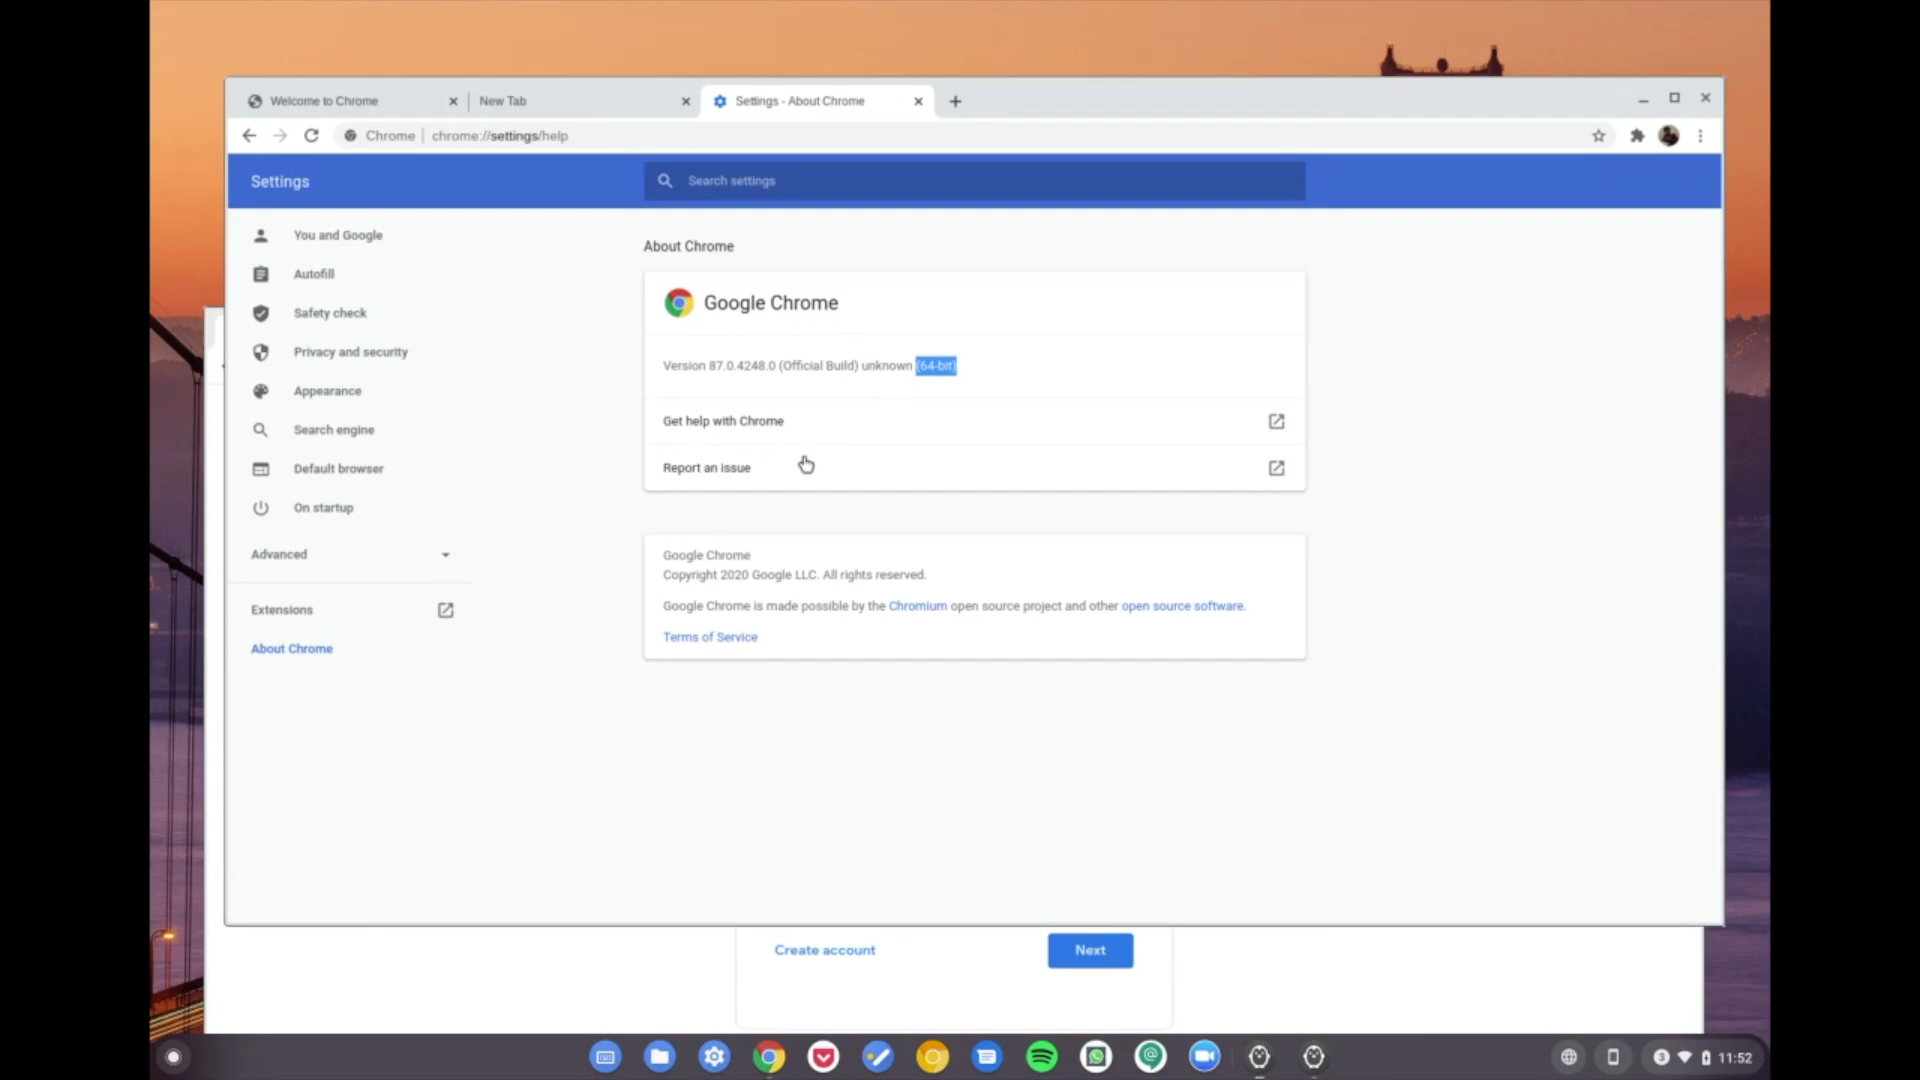 Welcome to Chrome
New Tab
Settings - About Chrome
Chrome | chrome://settings/help
Settings
Search settings
You and Google
Autofill
Safety check
Privacy and security
Appearance
Search engine
Default browser
On startup
Advanced
Extensions
About Chrome
About Chrome
Google Chrome
Version 87.0.4248.0 (Official Build) unknown (64-bit)
Get help with Chrome
Report an issue
Google Chrome
Copyright 2020 Google LLC. All rights reserved.
Google Chrome is made possible by the Chromium open source project and other open source software.
Terms of Service
Create account
Next
3
11:52